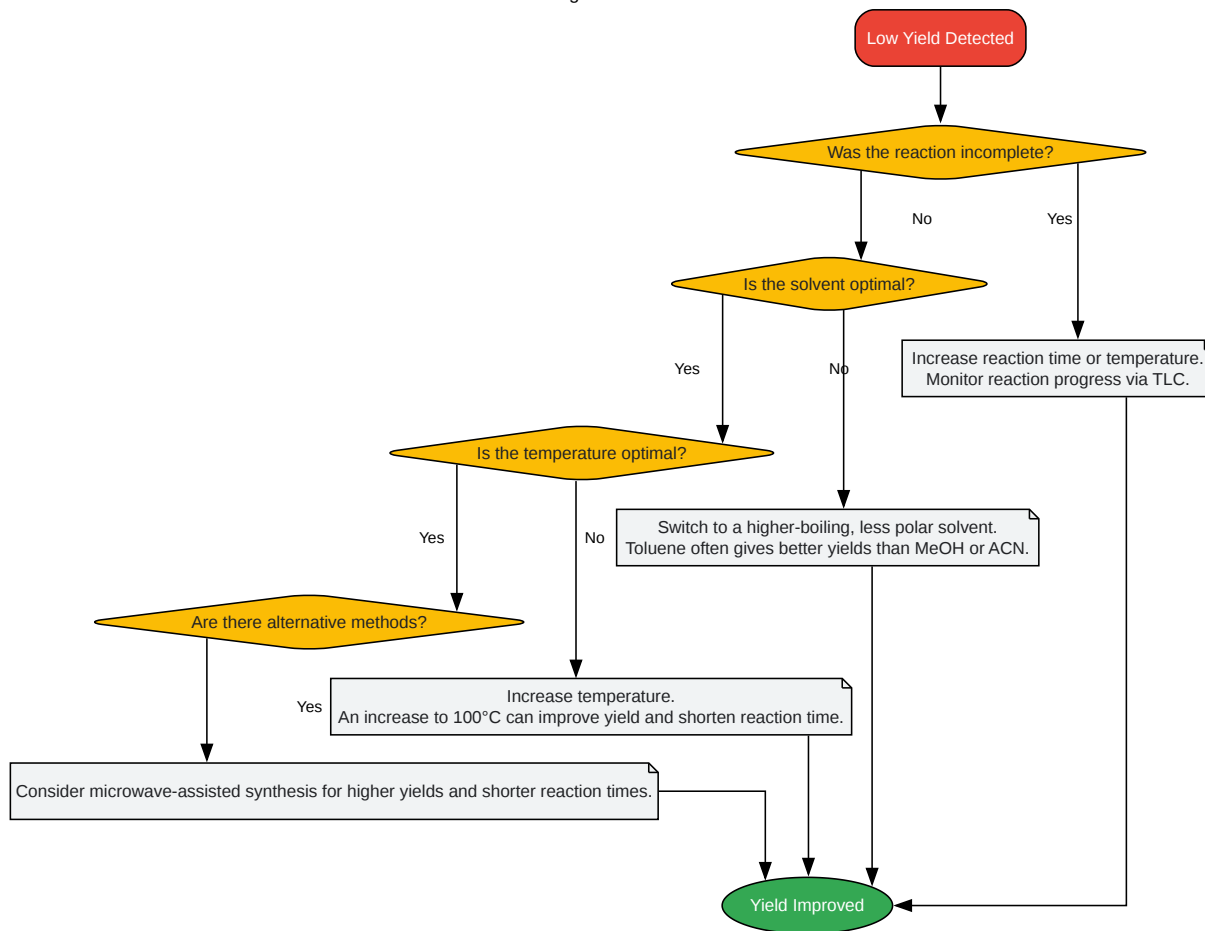 Low Yield Detected
Was the reaction incomplete?
No
Yes
Is the solvent optimal?
Increase reaction time or temperature.
Monitor reaction progress via TLC.
Yes
No
Is the temperature optimal?
Switch to a higher-boiling, less polar solvent.
Toluene often gives better yields than MeOH or ACN.
Yes
No
Are there alternative methods?
Increase temperature.
An increase to 100°C can improve yield and shorten reaction time.
Yes
Consider microwave-assisted synthesis for higher yields and shorter reaction times.
Yield Improved